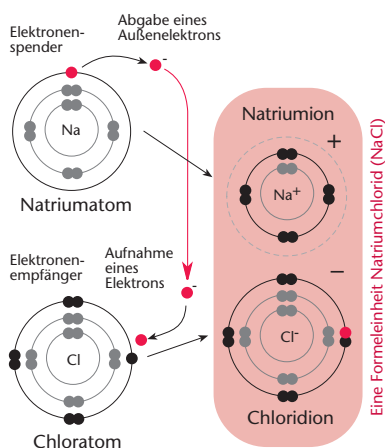 Elektronen-
spender
Abgabe eines
Außenelektrons
-
Na
Natriumatom
Natriumion
+
Na+
Elektronen-
empfänger
Aufnahme
eines
Elektrons
-
Cl
Chloratom
–
Cl-
Chloridion
Eine Formeleinheit Natriumchlorid (NaCl)